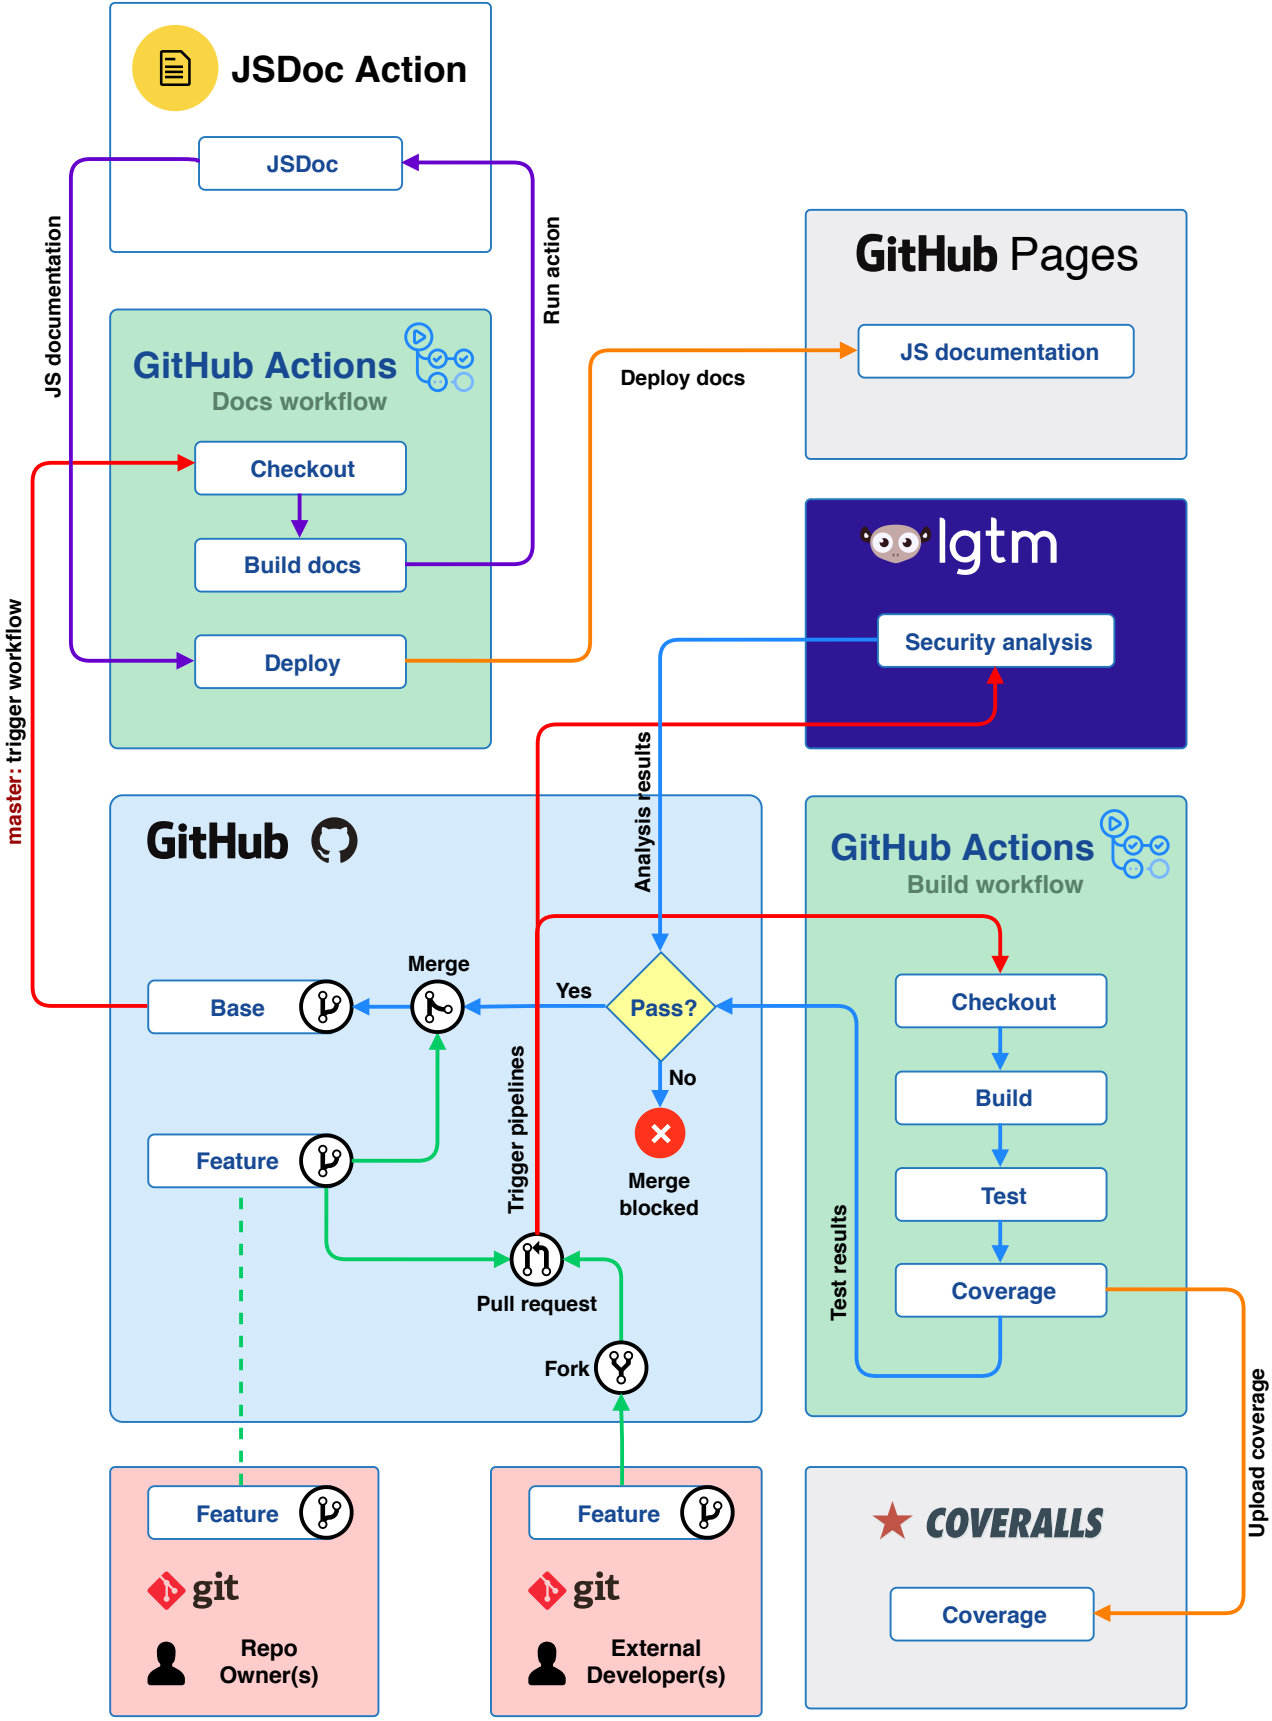 JSDoc Action
JSDoc
JS documentation
Run action
GitHub Actions
Docs workflow
Checkout
Build docs
Deploy
Deploy docs
GitHub Pages
JS documentation
lgtm
Security analysis
master: trigger workflow
Analysis results
GitHub
Merge
Base
Yes
Pass?
No
Merge
blocked
Feature
Trigger pipelines
Pull request
Fork
GitHub Actions
Build workflow
Checkout
Build
Test
Coverage
Test results
Upload coverage
Feature
git
Repo
Owner(s)
Feature
git
External
Developer(s)
COVERALLS
Coverage